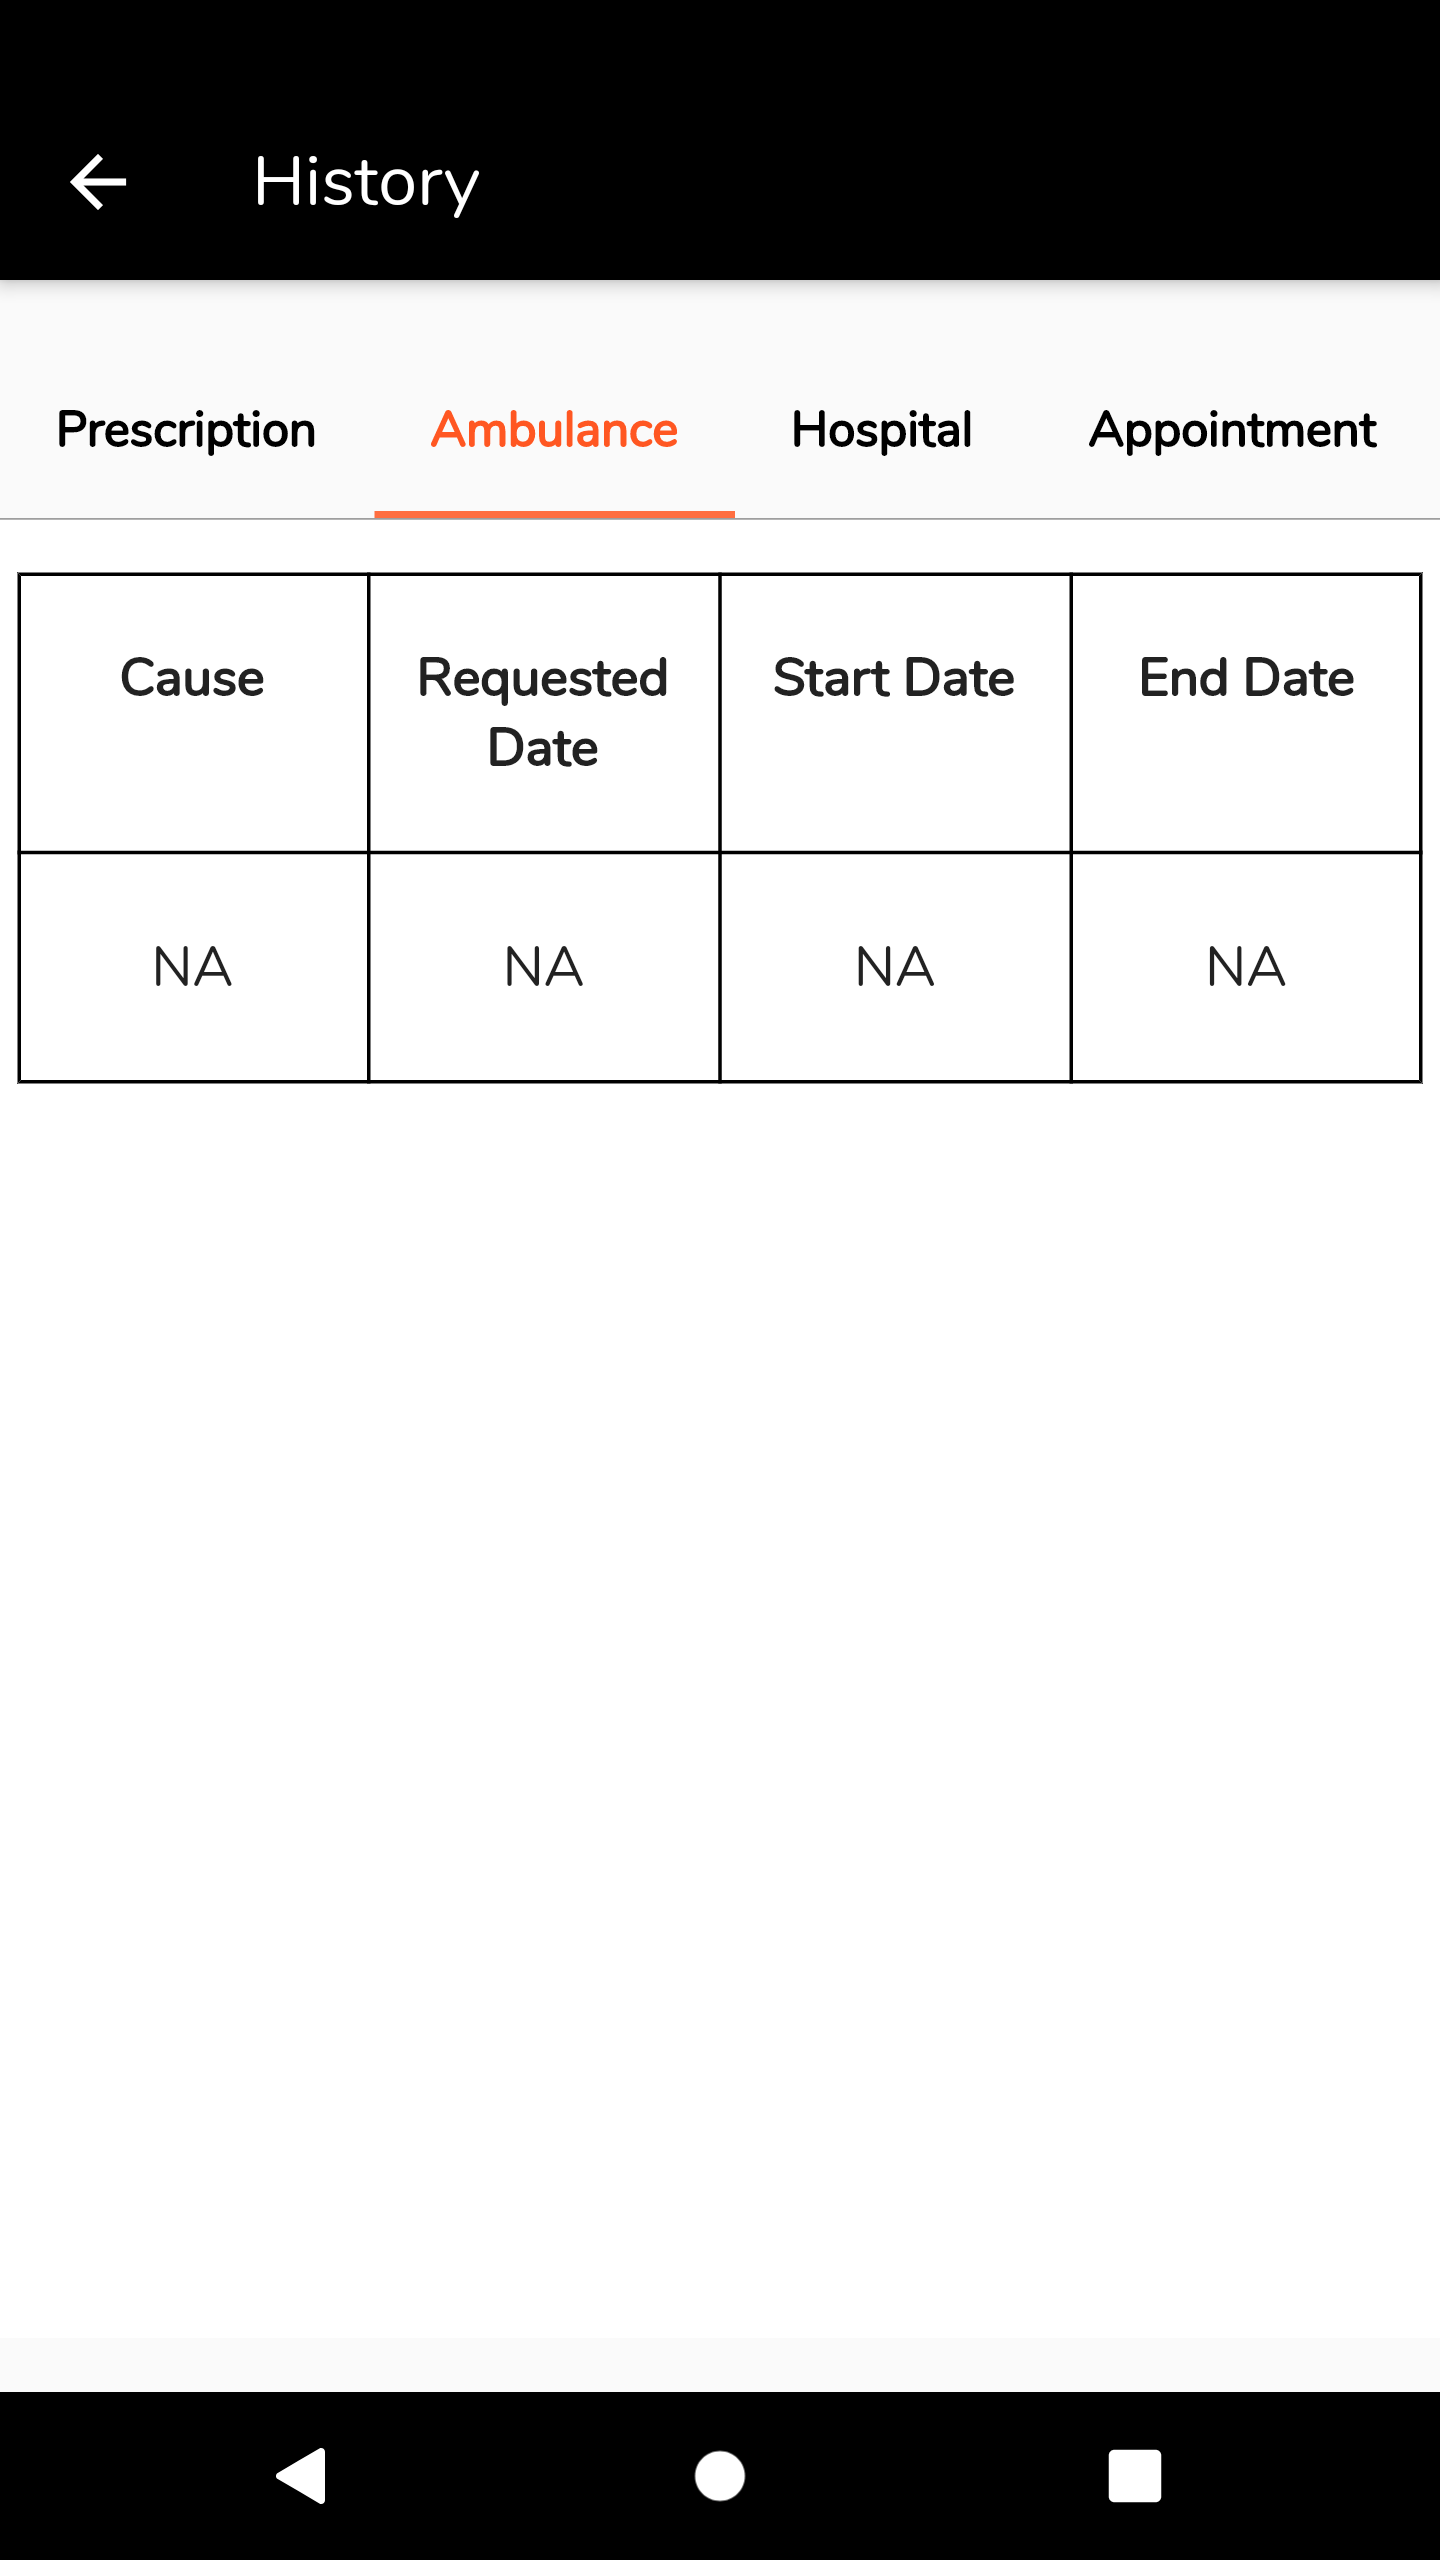 History
Prescription Ambulance Hospital Appointment
Cause Requested Date Start Date End Date
NA NA NA NA